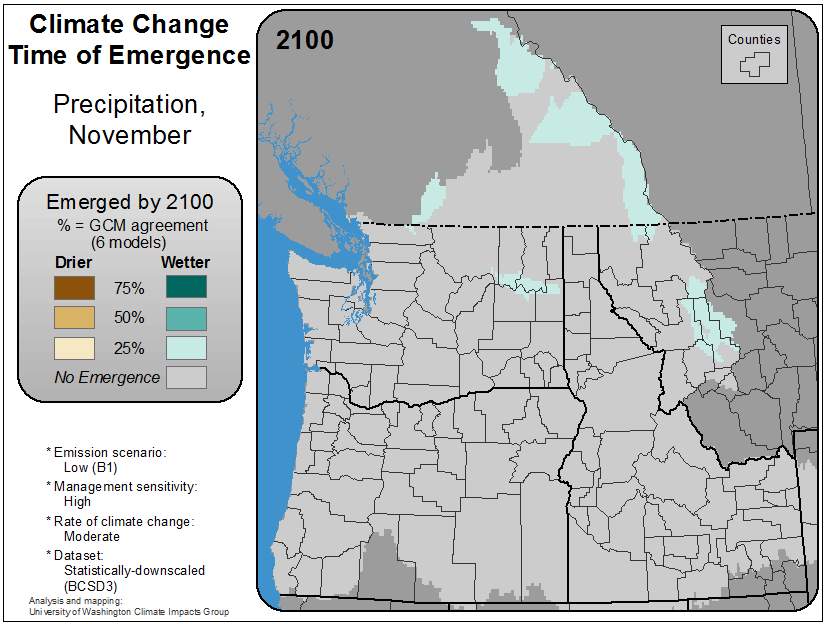 Climate Change
Time of Emergence
Precipitation,
November
Emerged by 2100
% = GCM agreement
(6 models)
Drier Wetter
75%
50%
25%
No Emergence
* Emission scenario:
Low (B1)
* Management sensitivity:
High
* Rate of climate change:
Moderate
* Dataset:
Statistically-downscaled
(BCSD3)
Analysis and mapping:
University of Washington Climate Impacts Group
2100
Counties